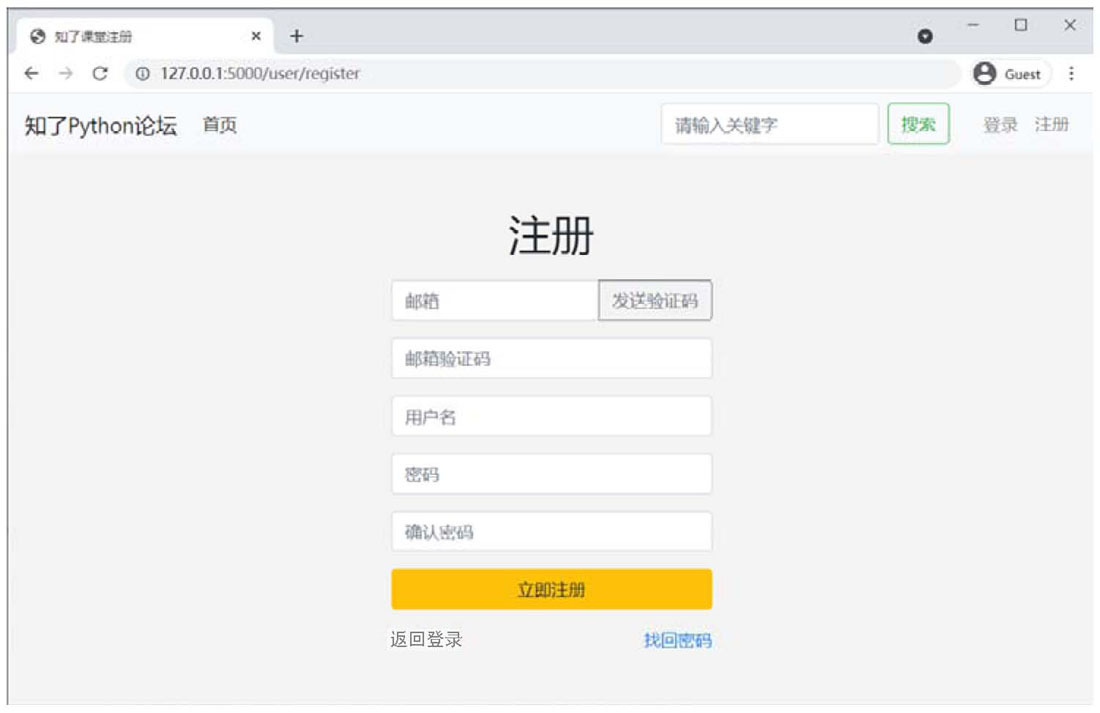 知了课堂注册
127.0.0.1:5000/user/register
Guest
知了Python论坛 首页 请输入关键字 搜索 登录 注册
注册
邮箱 发送验证码
邮箱验证码
用户名
密码
确认密码
立即注册
返回登录 找回密码